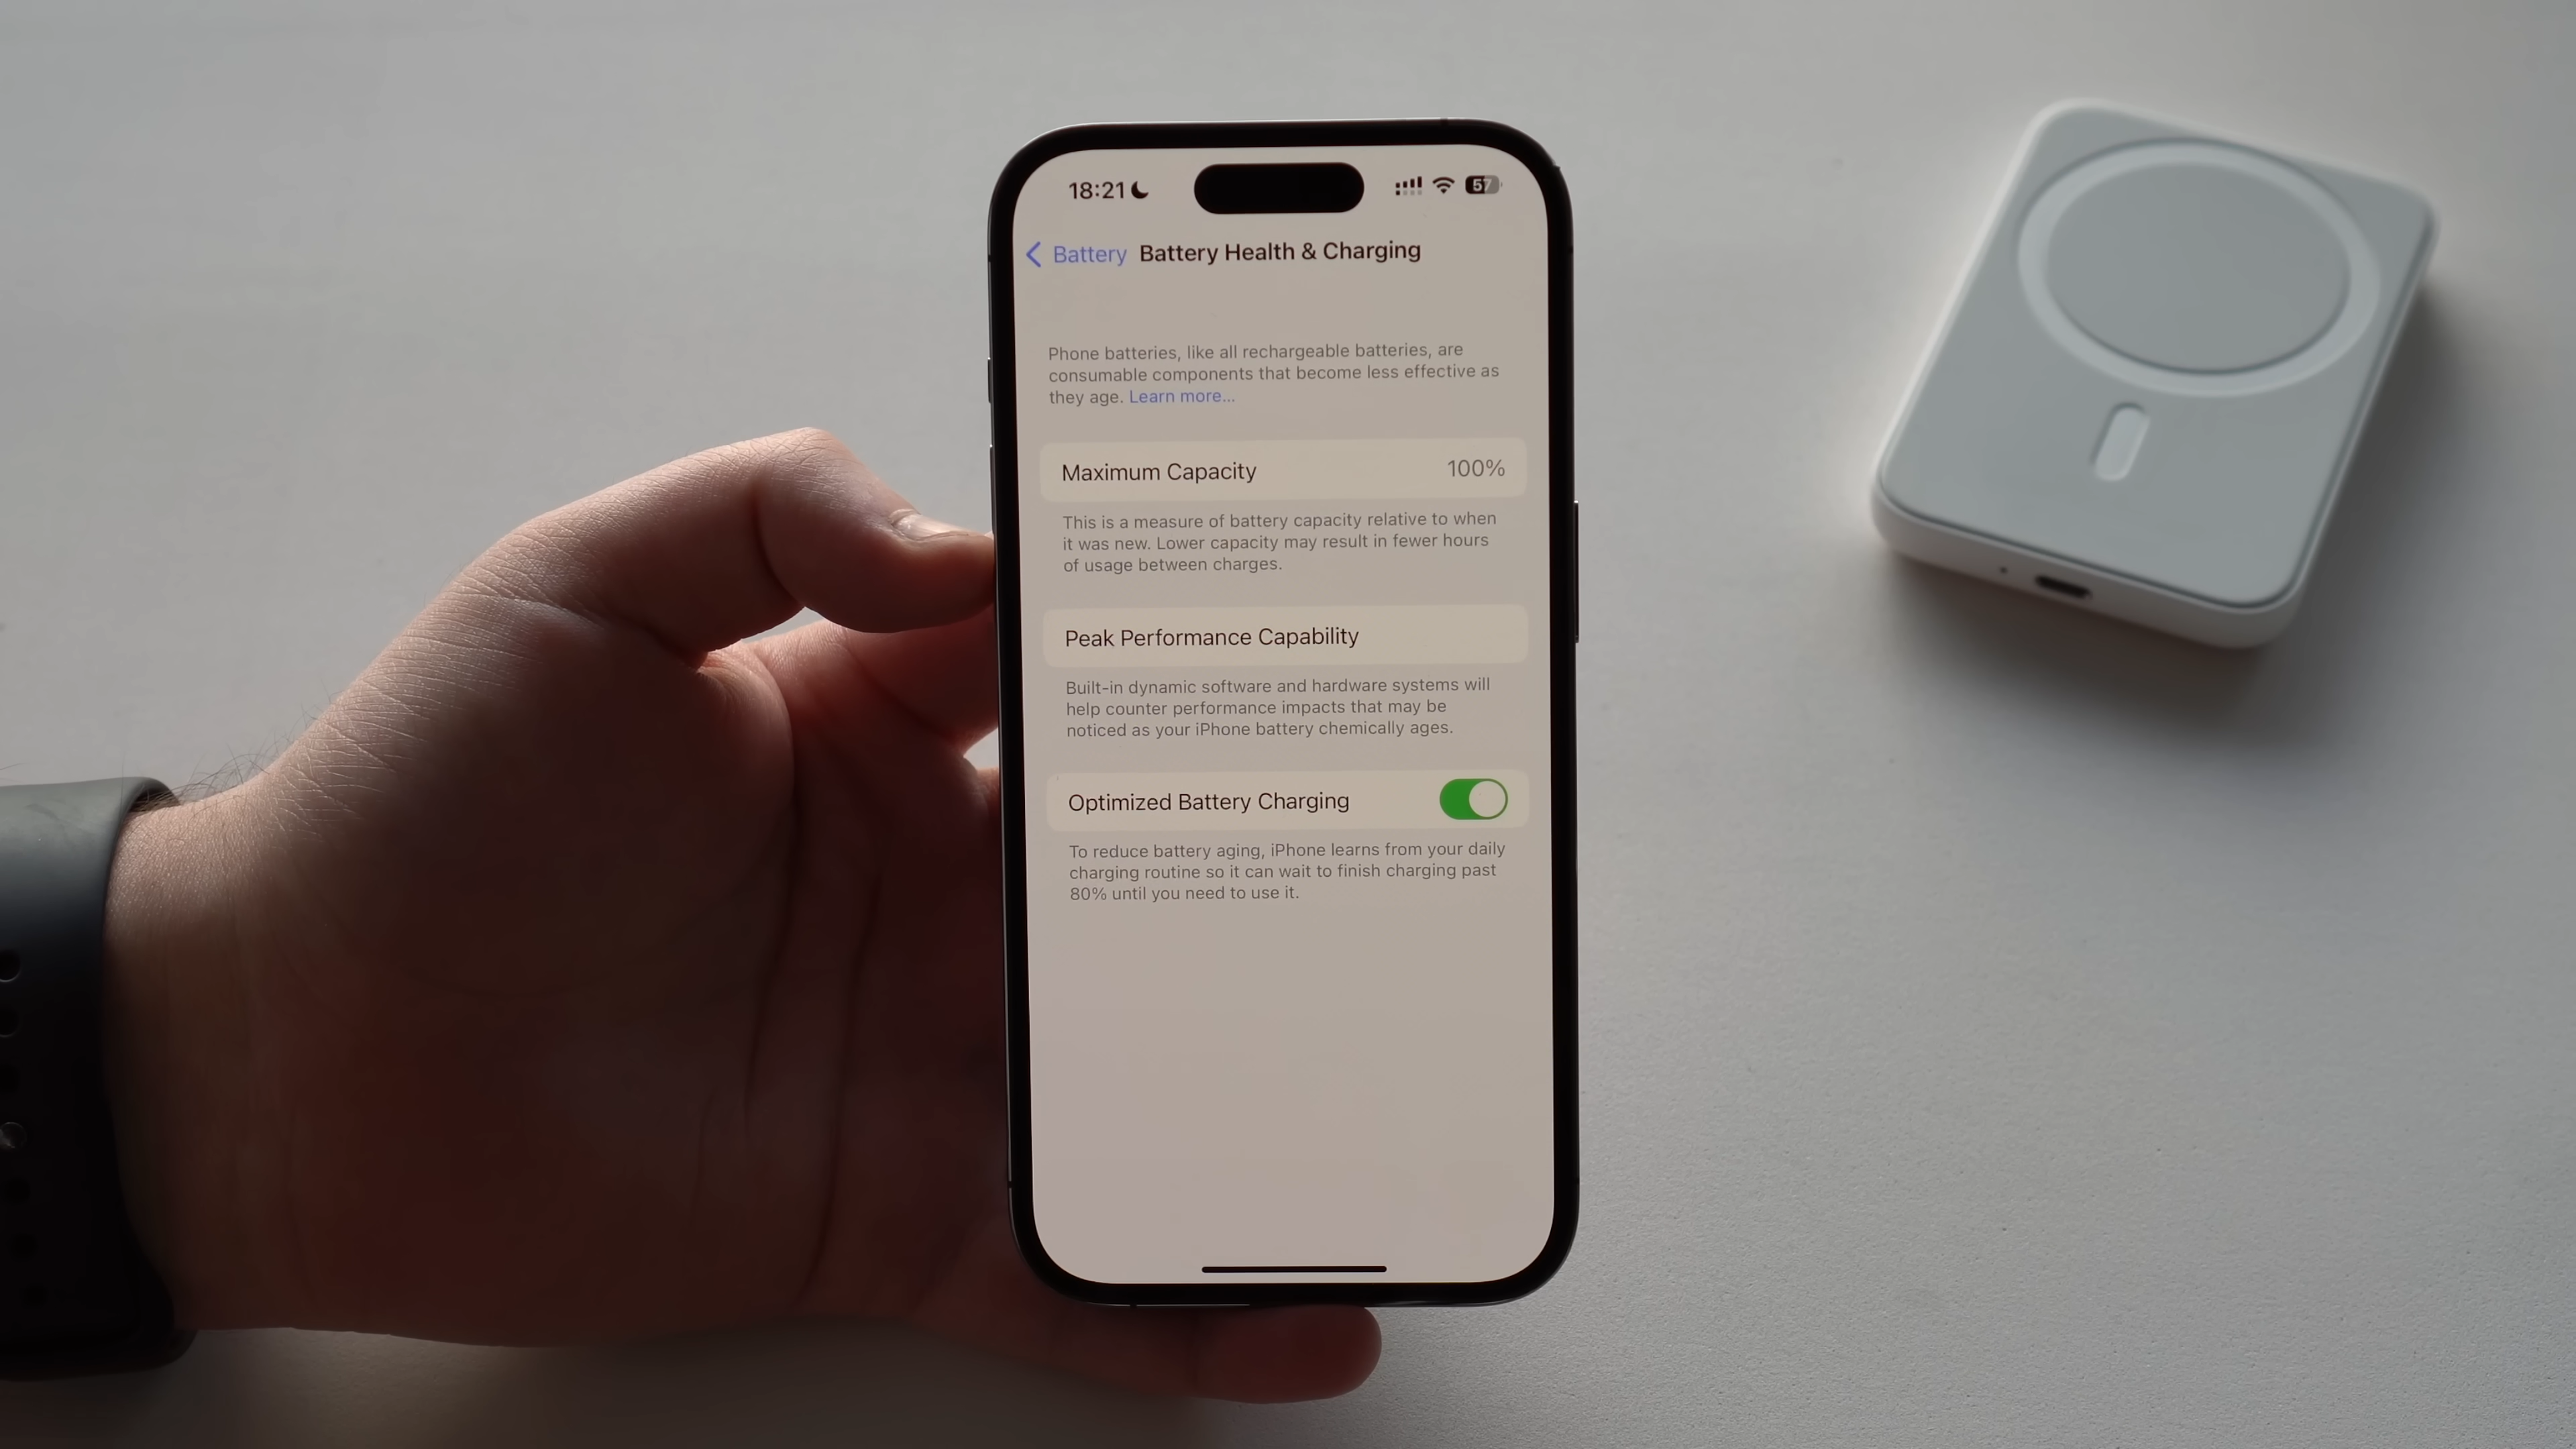 18:21
57
Battery Battery Health & Charging
Phone batteries, like all rechargeable batteries, are
consumable components that become less effective as
they age. Learn more...
Maximum Capacity 100%
This is a measure of battery capacity relative to when
it was new. Lower capacity may result in fewer hours
of usage between charges.
Peak Performance Capability
Built-in dynamic software and hardware systems will
help counter performance impacts that may be
noticed as your iPhone battery chemically ages.
Optimized Battery Charging
To reduce battery aging, iPhone learns from your daily
charging routine so it can wait to finish charging past
80% until you need to use it.